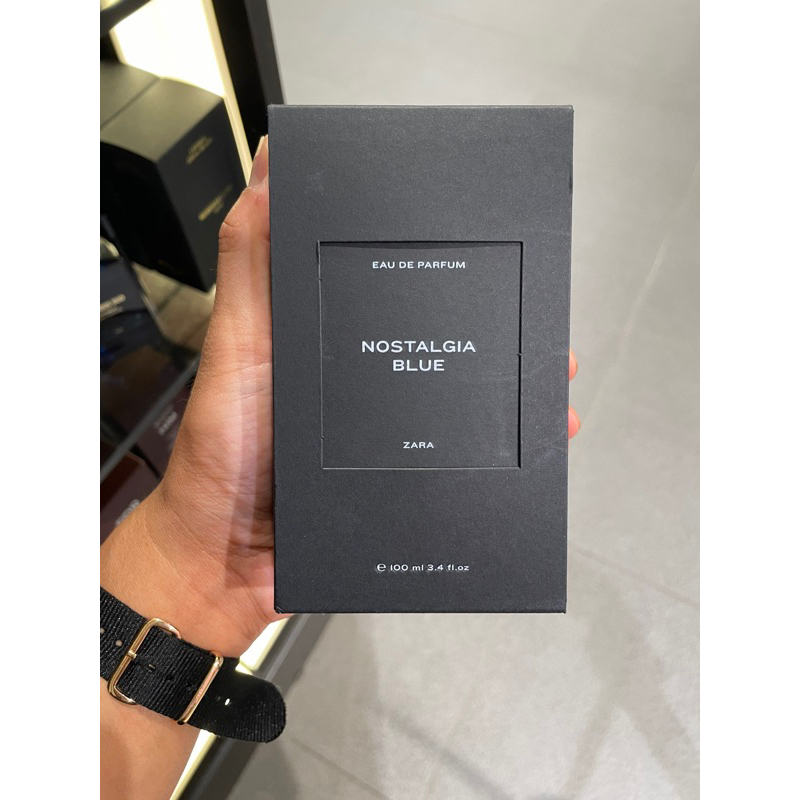 EAU DE PARFUM
NOSTALGIA
BLUE
ZARA
℮ 100 ml 3.4 fl.oz